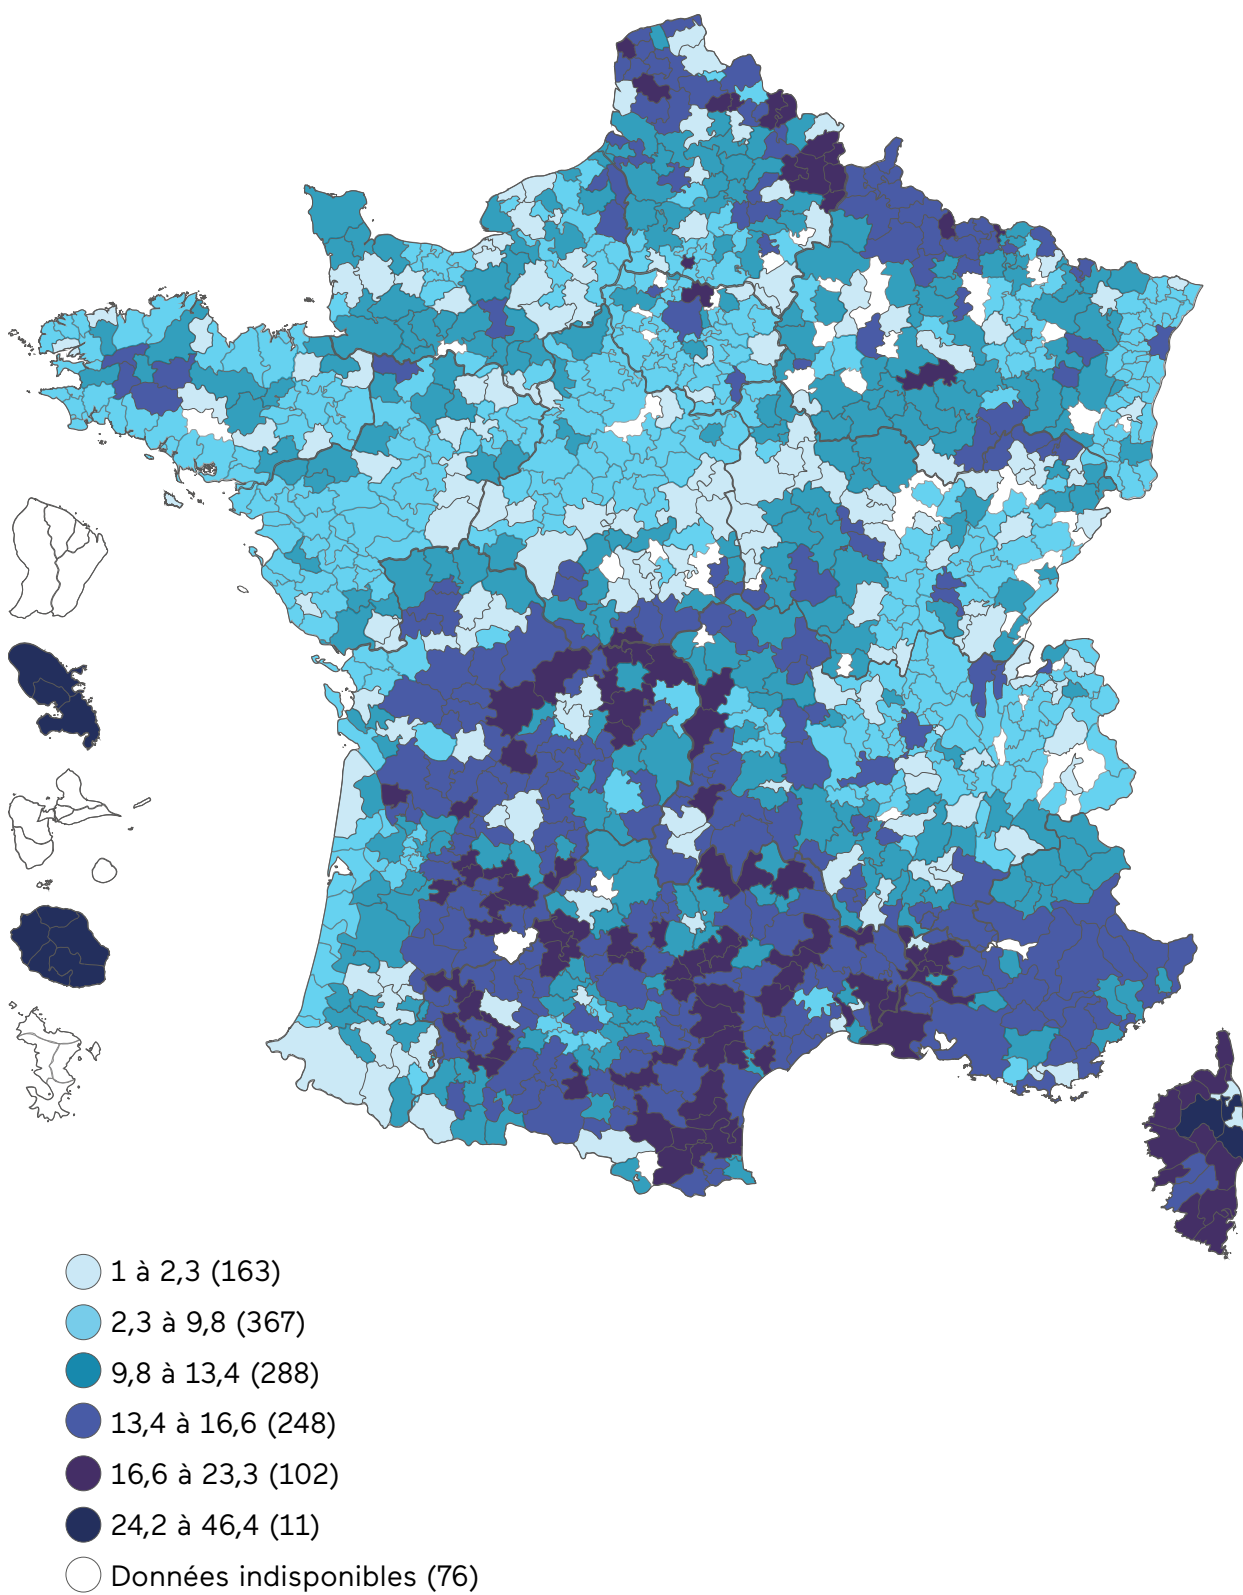 1 à 2,3 (163)
2,3 à 9,8 (367)
9,8 à 13,4 (288)
13,4 à 16,6 (248)
16,6 à 23,3 (102)
24,2 à 46,4 (11)
Données indisponibles (76)